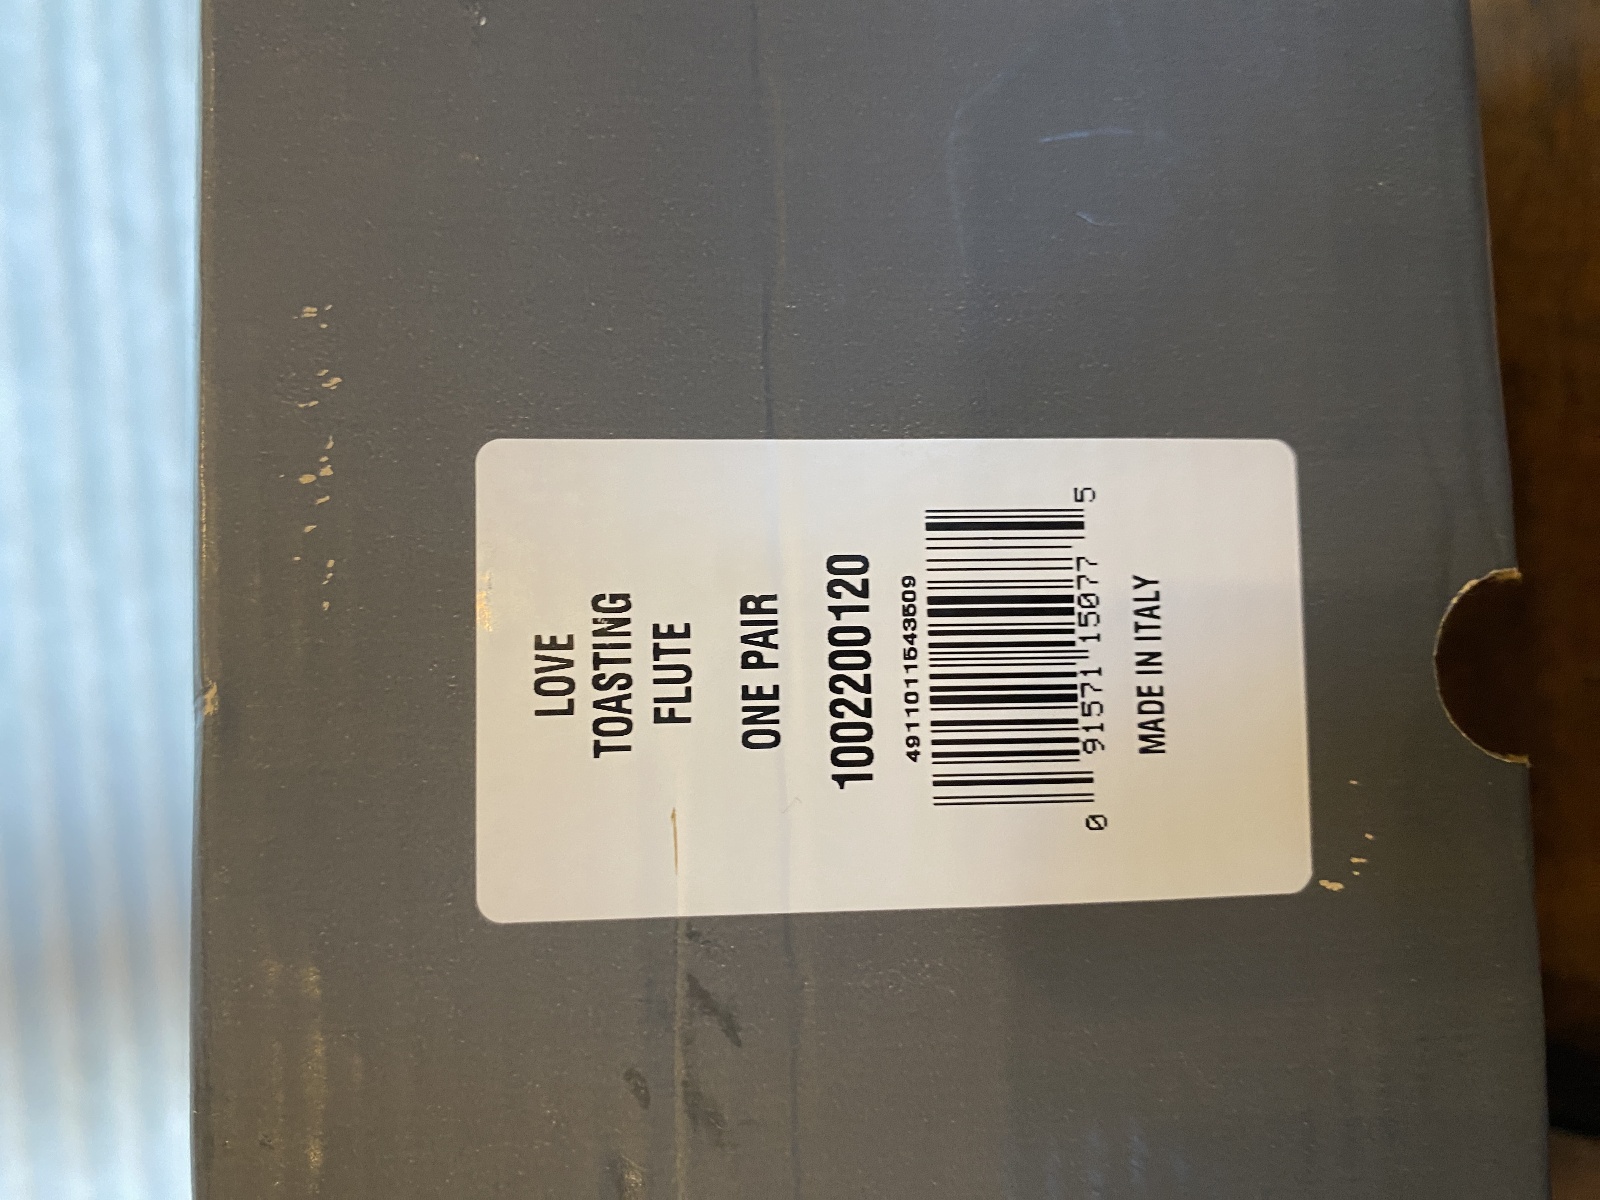 LOVE
TOASTING
FLUTE
ONE PAIR
1002200120
4911011543509
0 91571 15077 5
MADE IN ITALY